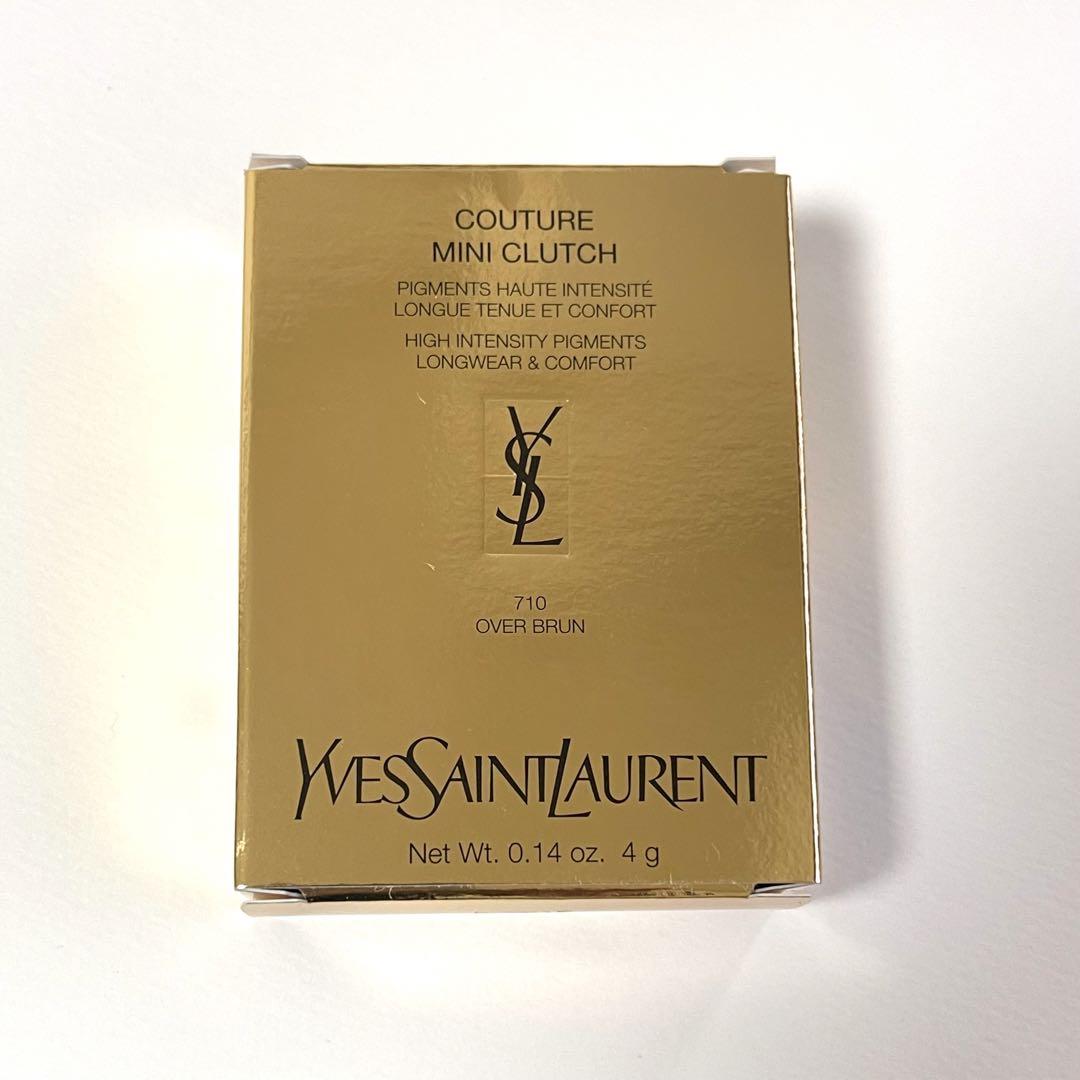 COUTURE
MINI CLUTCH
PIGMENTS HAUTE INTENSITÉ
LONGUE TENUE ET CONFORT
HIGH INTENSITY PIGMENTS
LONGWEAR & COMFORT
YSL
710
OVER BRUN
YVESSAINTLAURENT
Net Wt. 0.14 oz. 4 g